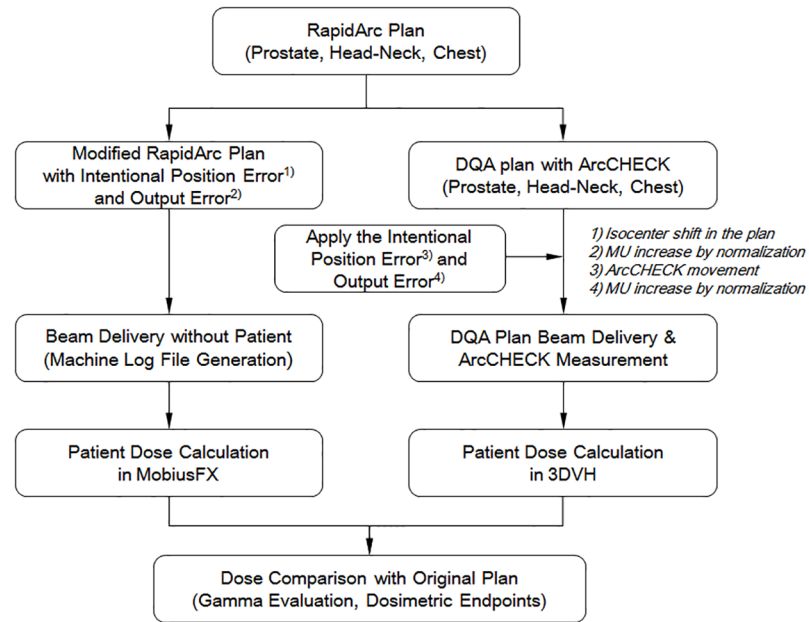 RapidArc Plan
(Prostate, Head-Neck, Chest)
Modified RapidArc Plan
with Intentional Position Error1)
and Output Error2)
DQA plan with ArcCHECK
(Prostate, Head-Neck, Chest)
Apply the Intentional
Position Error3) and
Output Error4)
1) Isocenter shift in the plan
2) MU increase by normalization
3) ArcCHECK movement
4) MU increase by normalization
Beam Delivery without Patient
(Machine Log File Generation)
DQA Plan Beam Delivery &
ArcCHECK Measurement
Patient Dose Calculation
in MobiusFX
Patient Dose Calculation
in 3DVH
Dose Comparison with Original Plan
(Gamma Evaluation, Dosimetric Endpoints)